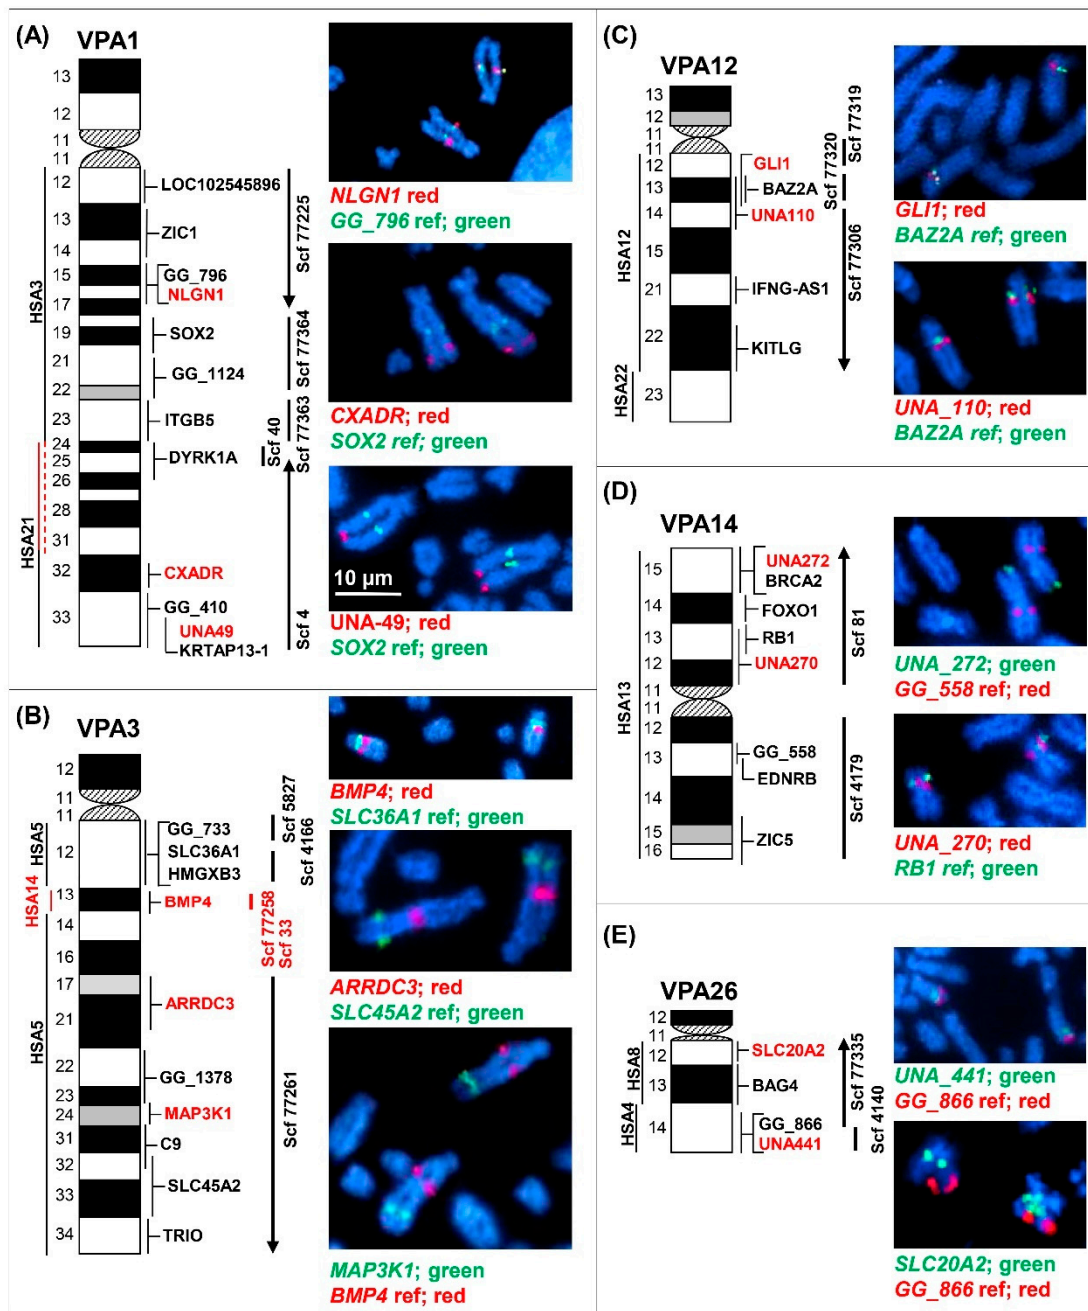 (A)
VPA1
13
12
11
11
12
13
14
15
17
19
21
22
23
24
25
26
28
31
32
33
HSA3
HSA21
LOC102545896
ZIC1
GG_796
NLGN1
SOX2
GG_1124
ITGB5
DYRK1A
CXADR
GG_410
UNA49
KRTAP13-1
Scf 77225
Scf 77364
Scf 77363
Scf 40
Scf 4
NLGN1 red
GG_796 ref; green
CXADR; red
SOX2 ref; green
10 µm
UNA-49; red
SOX2 ref; green
(B)
VPA3
12
11
11
12
13
14
16
17
21
22
23
24
31
32
33
34
HSA5
HSA14
HSA5
GG_733
SLC36A1
HMGXB3
BMP4
ARRDC3
GG_1378
MAP3K1
C9
SLC45A2
TRIO
Scf 5827
Scf 4166
Scf 77258
Scf 33
Scf 77261
BMP4; red
SLC36A1 ref; green
ARRDC3; red
SLC45A2 ref; green
MAP3K1; green
BMP4 ref; red
(C)
VPA12
13
12
11
11
12
13
14
15
21
22
23
HSA12
HSA22
GLI1
BAZ2A
UNA110
IFNG-AS1
KITLG
Scf 77319
Scf 77320
Scf 77306
GLI1; red
BAZ2A ref; green
UNA_110; red
BAZ2A ref; green
(D)
VPA14
15
14
13
12
11
11
12
13
14
15
16
HSA13
UNA272
BRCA2
FOXO1
RB1
UNA270
GG_558
EDNRB
ZIC5
Scf 81
Scf 4179
UNA_272; green
GG_558 ref; red
UNA_270; red
RB1 ref; green
(E)
VPA26
12
11
12
13
14
HSA8
HSA4
SLC20A2
BAG4
GG_866
UNA441
Scf 77335
Scf 4140
UNA_441; green
GG_866 ref; red
SLC20A2; green
GG_866 ref; red